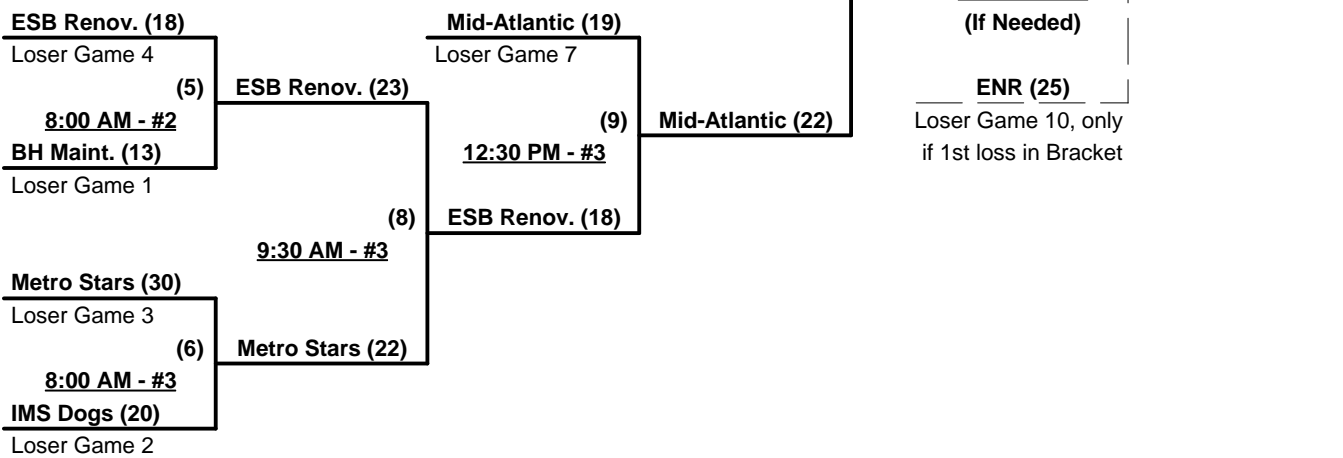 ESB Renov. (18)
Loser Game 4
(5)
8:00 AM - #2
BH Maint. (13)
Loser Game 1
ESB Renov. (23)
(8)
9:30 AM - #3
Metro Stars (30)
Loser Game 3
(6)
8:00 AM - #3
IMS Dogs (20)
Loser Game 2
Metro Stars (22)
Mid-Atlantic (19)
Loser Game 7
(9)
12:30 PM - #3
ESB Renov. (18)
Mid-Atlantic (22)
(If Needed)
ENR (25)
Loser Game 10, only
if 1st loss in Bracket